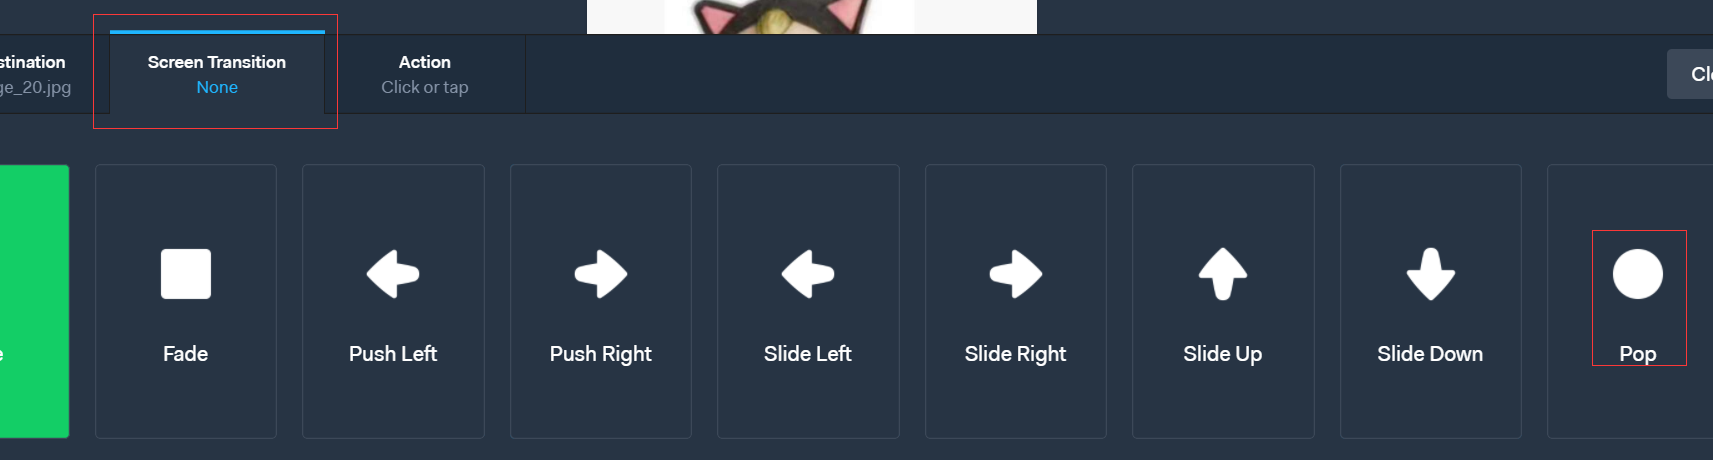 stination
ge_20.jpg
Screen Transition
None
Action
Click or tap
Cl
e
Fade
Push Left
Push Right
Slide Left
Slide Right
Slide Up
Slide Down
Pop